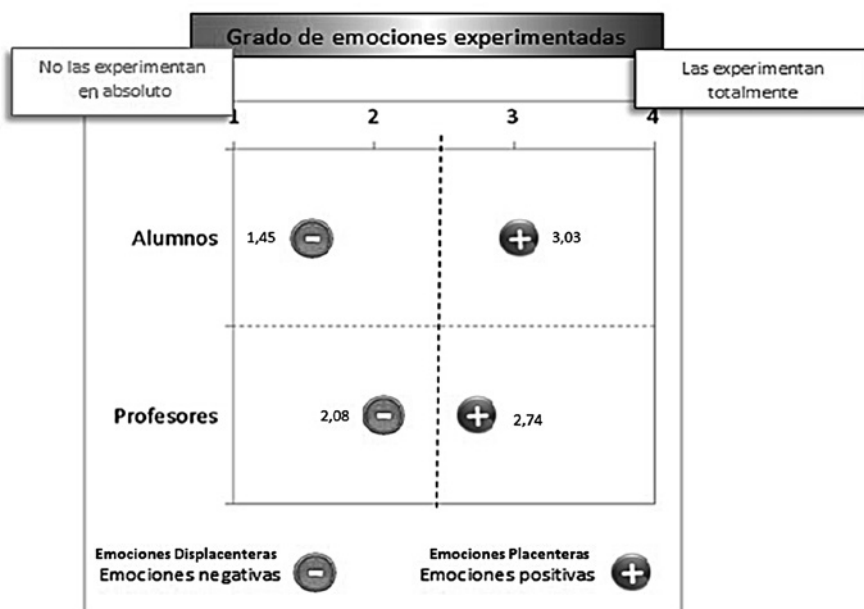 Grado de emociones experimentadas
No las experimentan
en absoluto
Las experimentan
totalmente
1 2 3 4
Alumnos 1,45 3,03
Profesores 2,08 2,74
Emociones Displacenteras
Emociones negativas
Emociones Placenteras
Emociones positivas